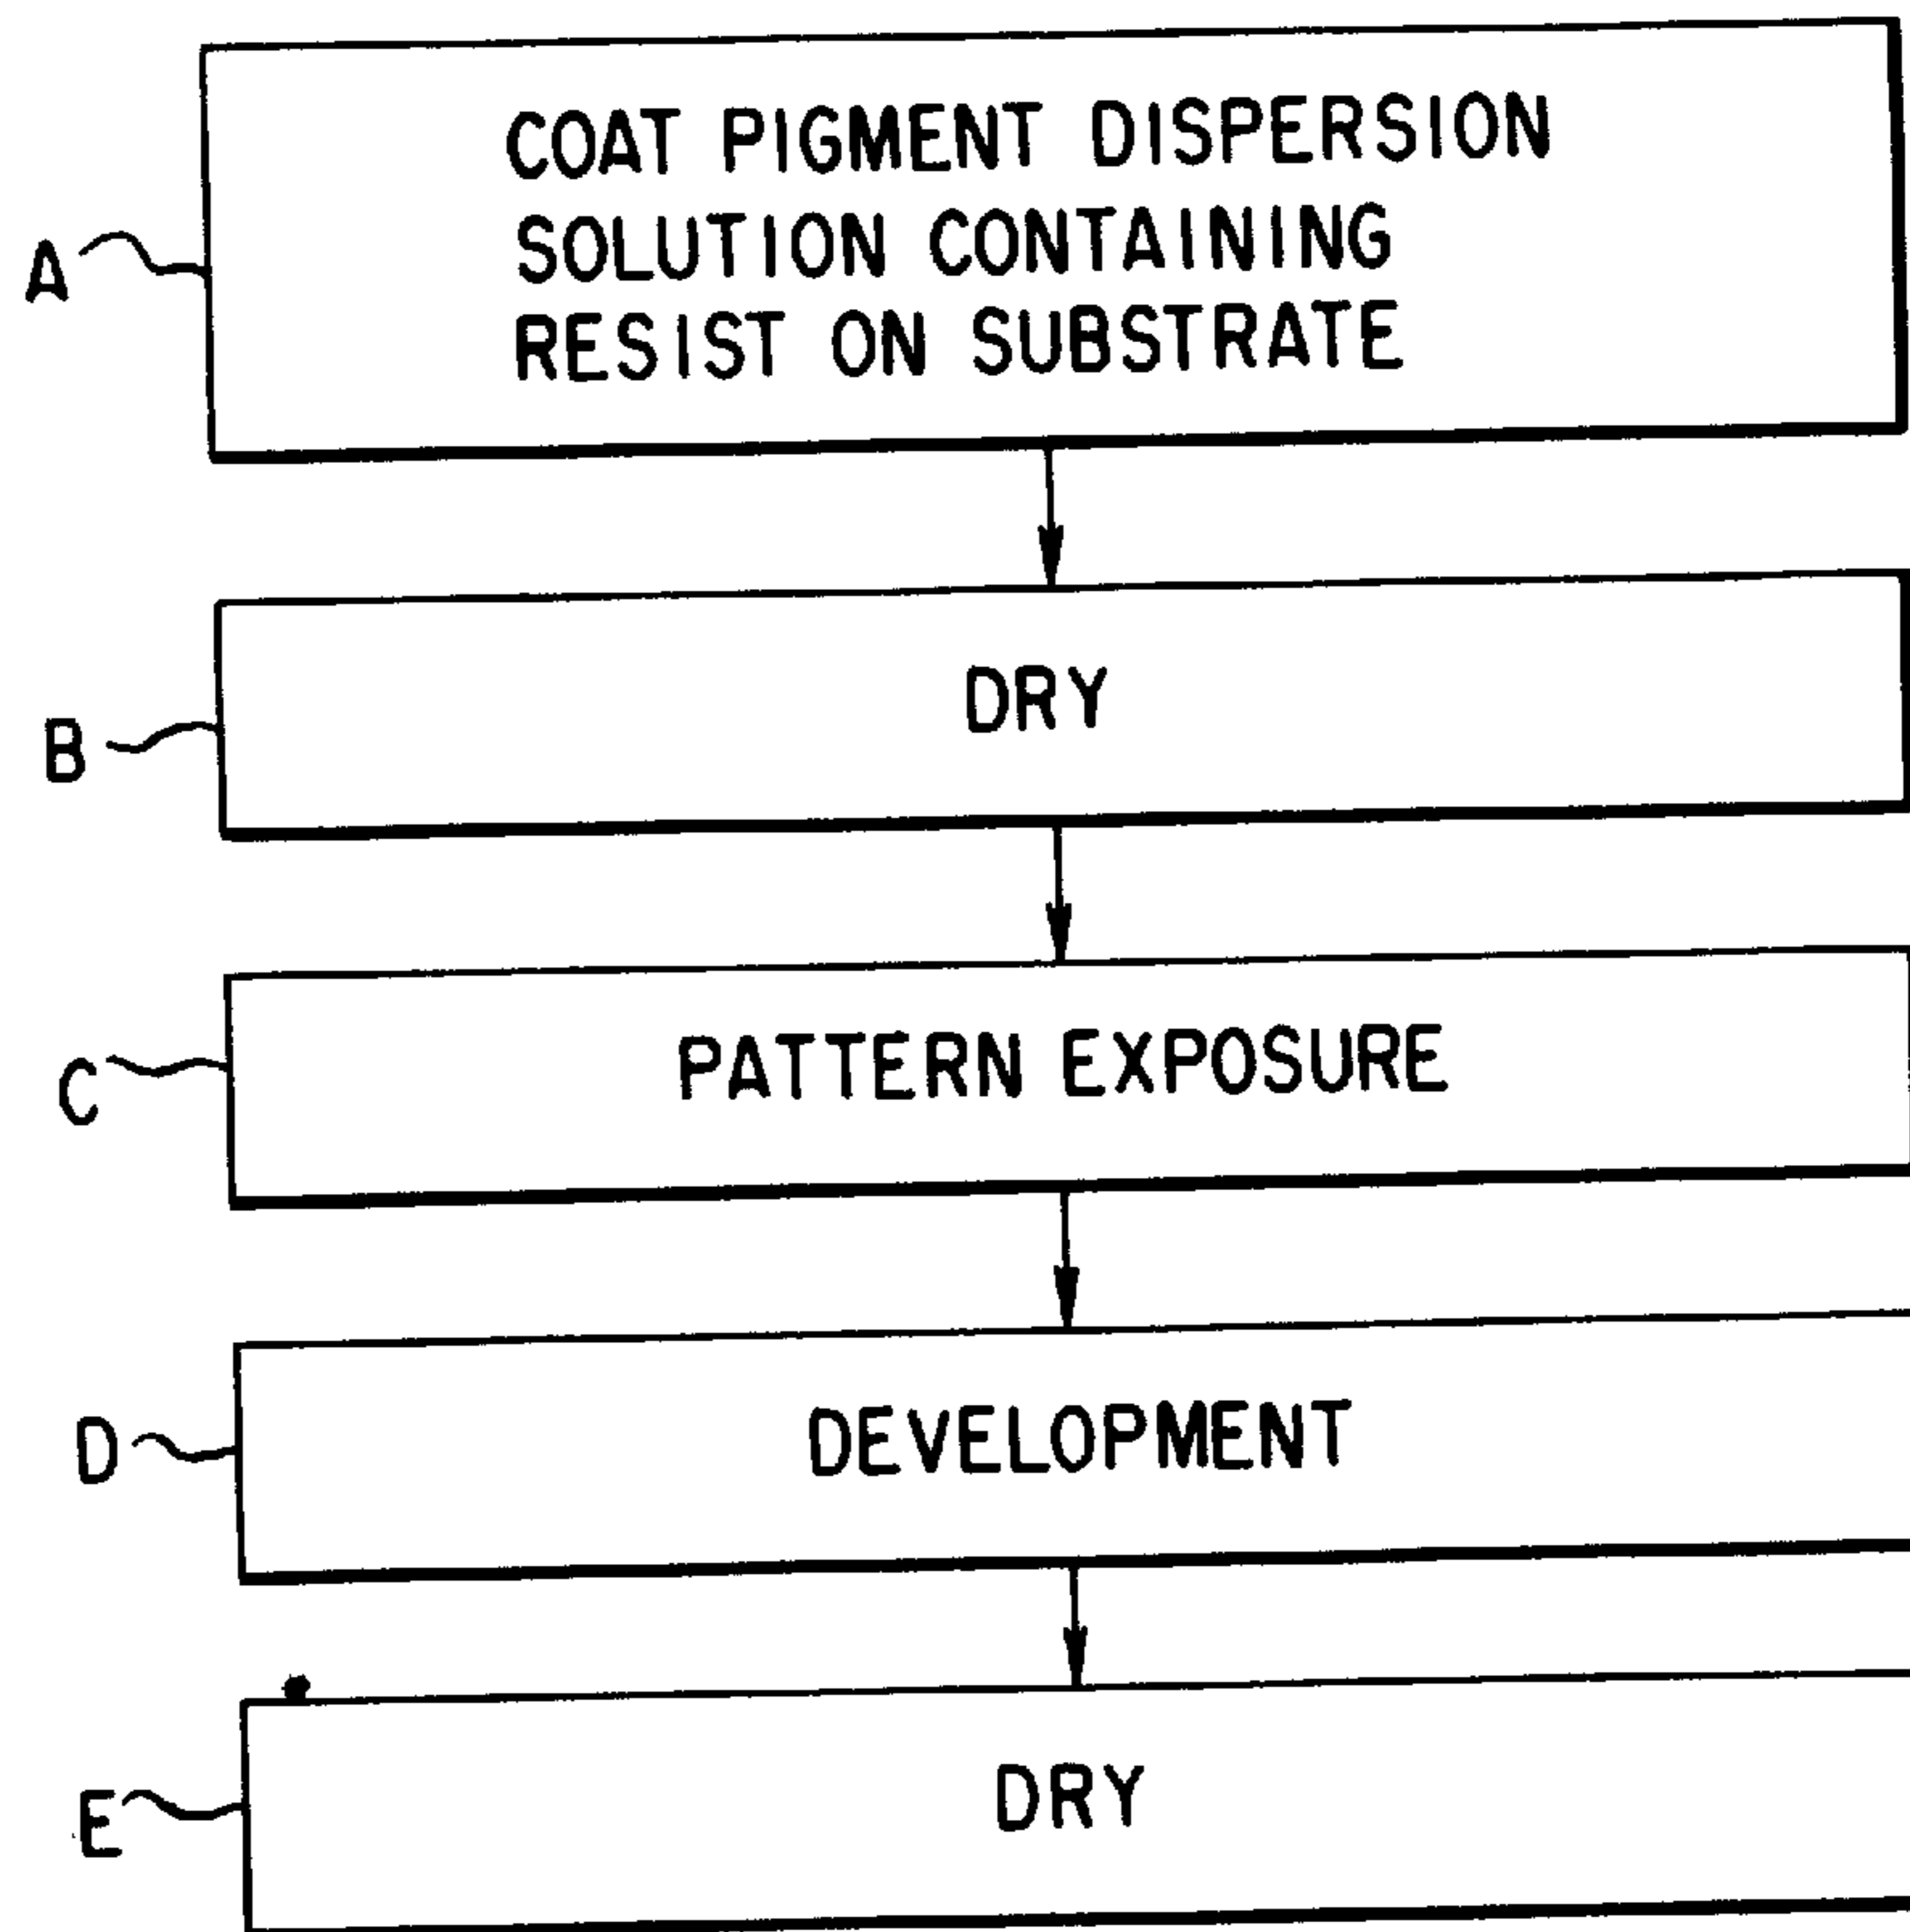 A
COAT PIGMENT DISPERSION
SOLUTION CONTAINING
RESIST ON SUBSTRATE
B
DRY
C
PATTERN EXPOSURE
D
DEVELOPMENT
E
DRY